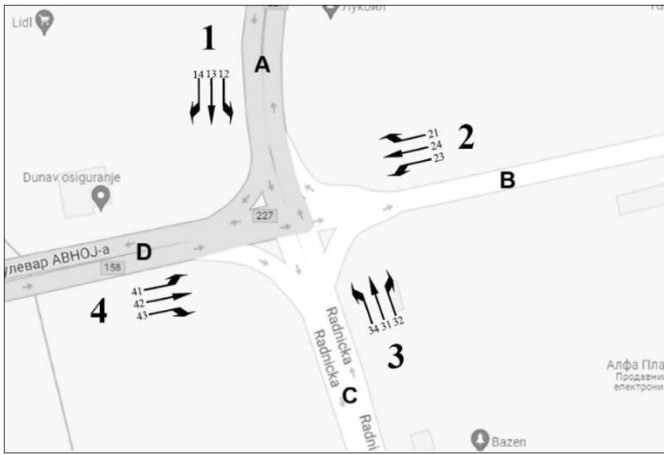 Lidl
Лукоил
1
A
14 13 12
21
24
23
2
B
Dunav osiguranje
227
D
улевар АВНОЈ-а
158
41
42
43
4
34 31 32
3
Radnicka
Radnicka
C
Radni
Алфа Пла
Продавни
електрони
Bazen